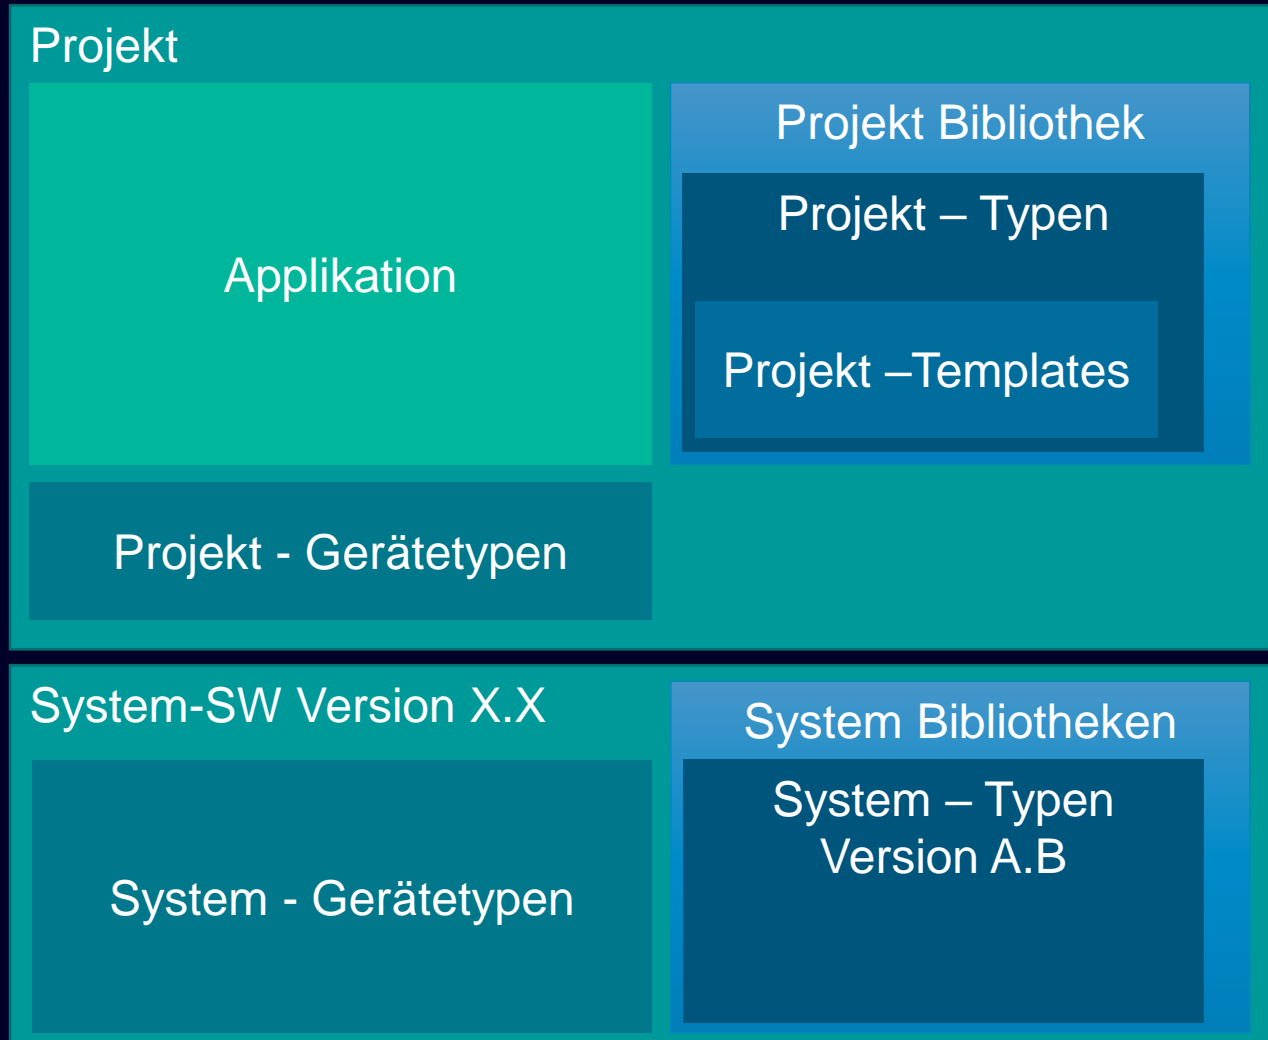 Projekt
Applikation
Projekt Bibliothek
Projekt – Typen
Projekt –Templates
Projekt - Gerätetypen
System-SW Version X.X
System - Gerätetypen
System Bibliotheken
System – Typen
Version A.B